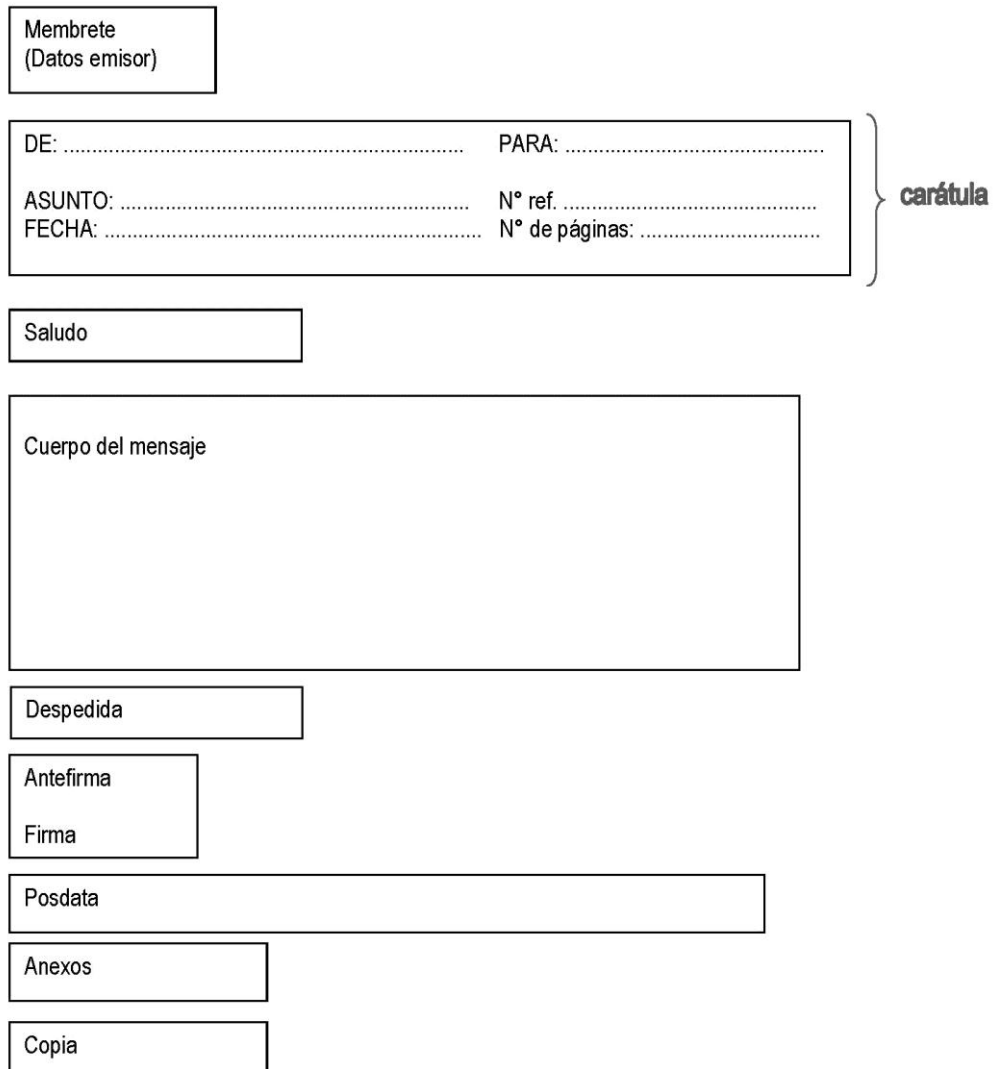 Membrete
(Datos emisor)
DE: ....................................................................... PARA: ..............................................
carátula
ASUNTO: .............................................................. N° ref. .............................................
FECHA: ................................................................... N° de páginas: ................................
Saludo
Cuerpo del mensaje
Despedida
Antefirma
Firma
Posdata
Anexos
Copia